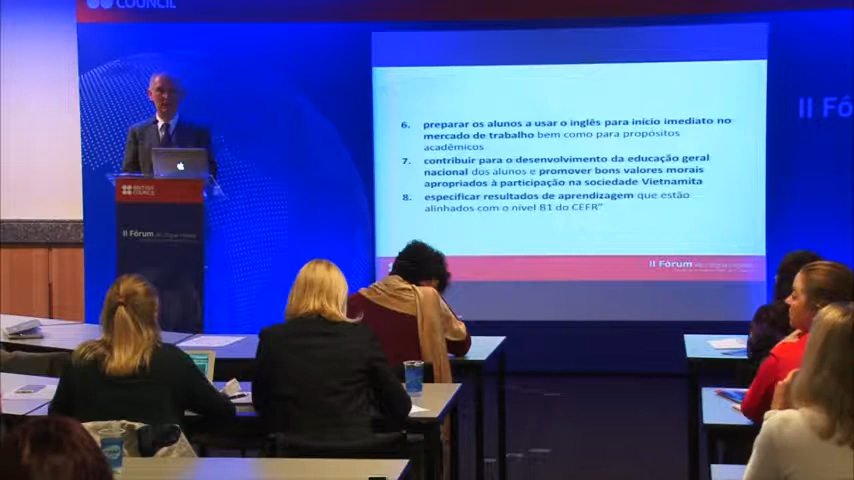 COUNCIL
6. preparar os alunos a usar o inglês para início imediato no
mercado de trabalho bem como para propósitos
acadêmicos
7. contribuir para o desenvolvimento da educação geral
nacional dos alunos e promover bons valores morais
apropriados à participação na sociedade Vietnamita
8. especificar resultados de aprendizagem que estão
alinhados com o nível B1 do CEFR”
II Fórum
II Fó
BRITISH
COUNCIL
II Fórum